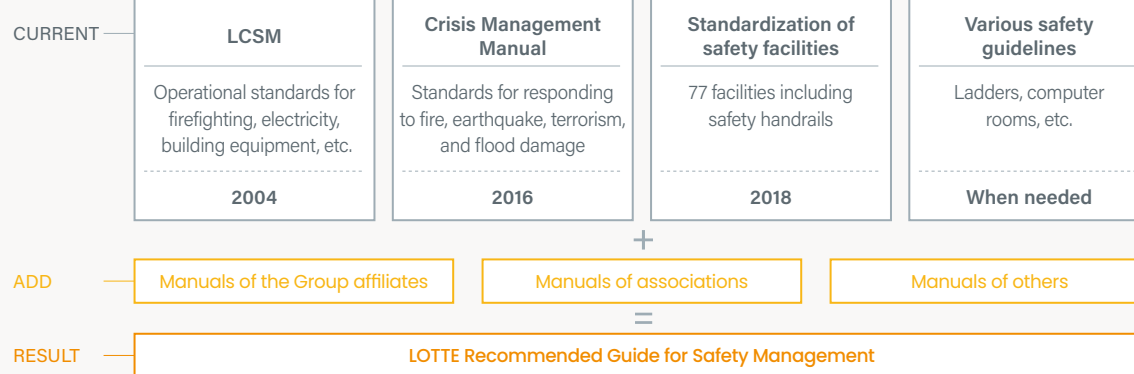 CURRENT
LCSM
Operational standards for
firefighting, electricity,
building equipment, etc.
2004
Crisis Management
Manual
Standards for responding
to fire, earthquake, terrorism,
and flood damage
2016
Standardization of
safety facilities
77 facilities including
safety handrails
2018
Various safety
guidelines
Ladders, computer
rooms, etc.
When needed
+
ADD
Manuals of the Group affiliates
Manuals of associations
Manuals of others
=
RESULT
LOTTE Recommended Guide for Safety Management